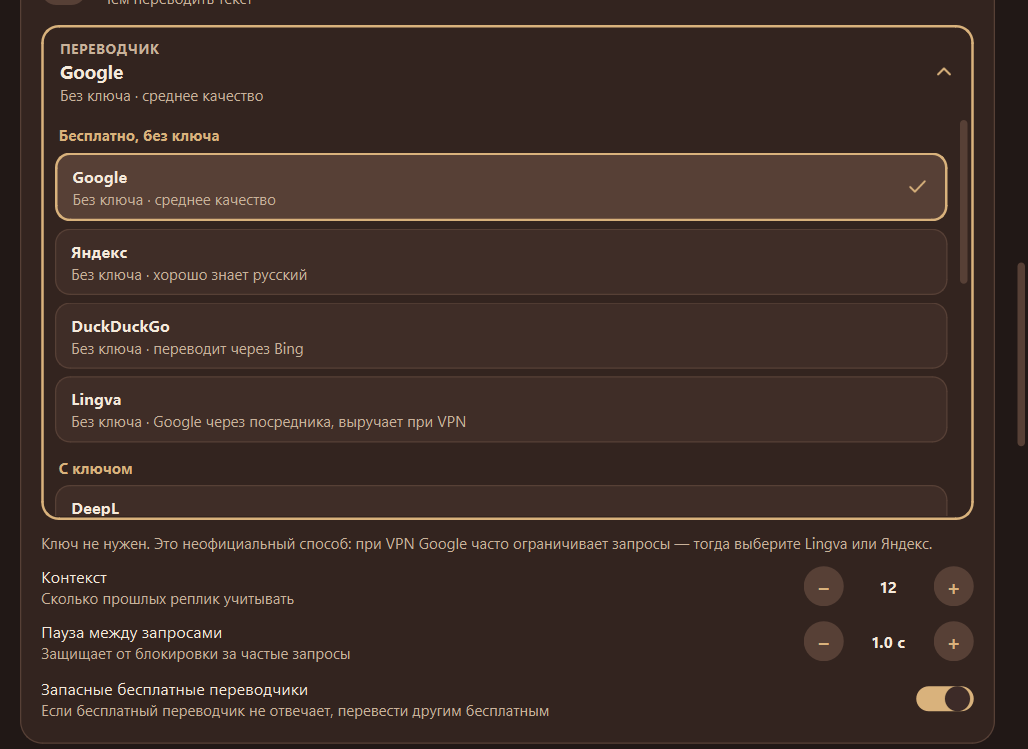 Чем переводить текст
ПЕРЕВОДЧИК
Google
Без ключа · среднее качество
Бесплатно, без ключа
Google
Без ключа · среднее качество
Яндекс
Без ключа · хорошо знает русский
DuckDuckGo
Без ключа · переводит через Bing
Lingva
Без ключа · Google через посредника, выручает при VPN
С ключом
DeepL
Ключ не нужен. Это неофициальный способ: при VPN Google часто ограничивает запросы — тогда выберите Lingva или Яндекс.
Контекст
Сколько прошлых реплик учитывать
− 12 +
Пауза между запросами
Защищает от блокировки за частые запросы
− 1.0 с +
Запасные бесплатные переводчики
Если бесплатный переводчик не отвечает, перевести другим бесплатным